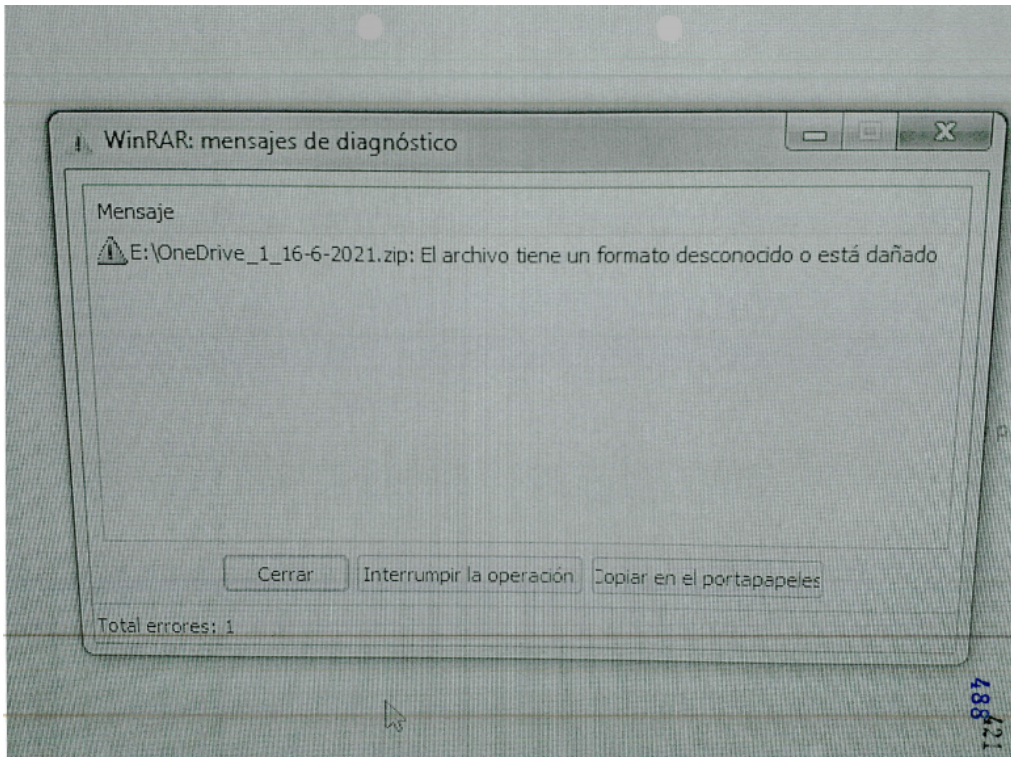 WinRAR: mensajes de diagnóstico
Mensaje
E:\OneDrive_1_16-6-2021.zip: El archivo tiene un formato desconocido o está dañado
Cerrar
Interrumpir la operación
Copiar en el portapapeles
Total errores: 1
488
421